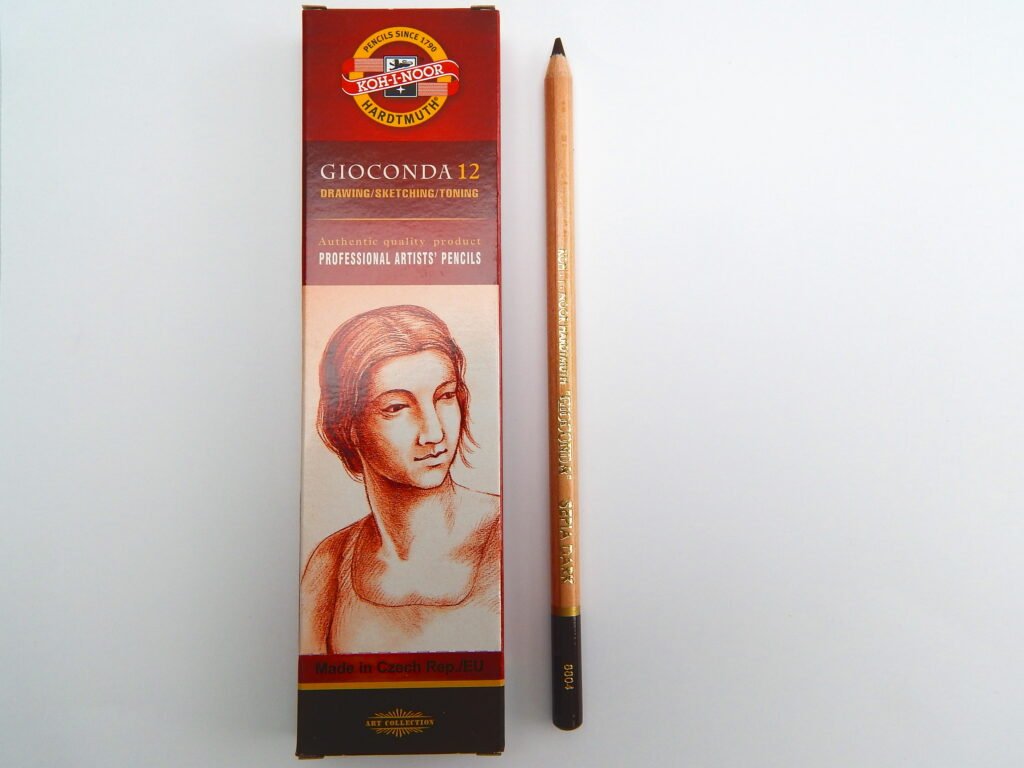 PENCILS SINCE 1790
KOH-I-NOOR
HARDTMUTH®
GIOCONDA 12
DRAWING/SKETCHING/TONING
Authentic quality product
PROFESSIONAL ARTISTS' PENCILS
Made in Czech Rep./EU
ART COLLECTION
KOH-I-NOOR HARDTMUTH "GIOCONDA" SEPIA DARK
8804